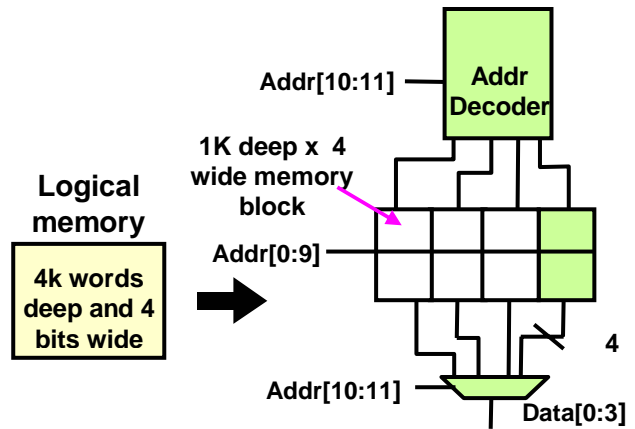 Addr
Decoder
Addr[10:11]
1K deep x 4
wide memory
block
Logical
memory
Addr[0:9]
4k words
deep and 4
bits wide
4
Addr[10:11]
Data[0:3]